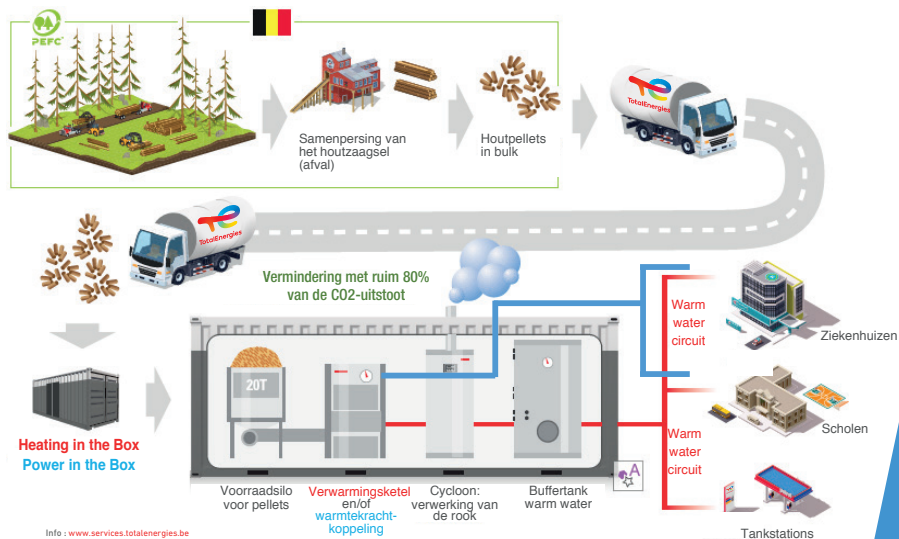 PEFC
Samenpersing van
het houtzaagsel
(afval)
Houtpellets
in bulk
TotalEnergies
TotalEnergies
Vermindering met ruim 80%
van de CO2-uitstoot
Warm
water
circuit
Ziekenhuizen
20T
Heating in the Box
Power in the Box
Warm
water
circuit
Scholen
Voorraadsilo
voor pellets
Verwarmingsketel
en/of
warmtekracht-
koppeling
Cycloon:
verwerking van
de rook
Buffertank
warm water
A
Tankstations
Info : www.services.totalenergies.be